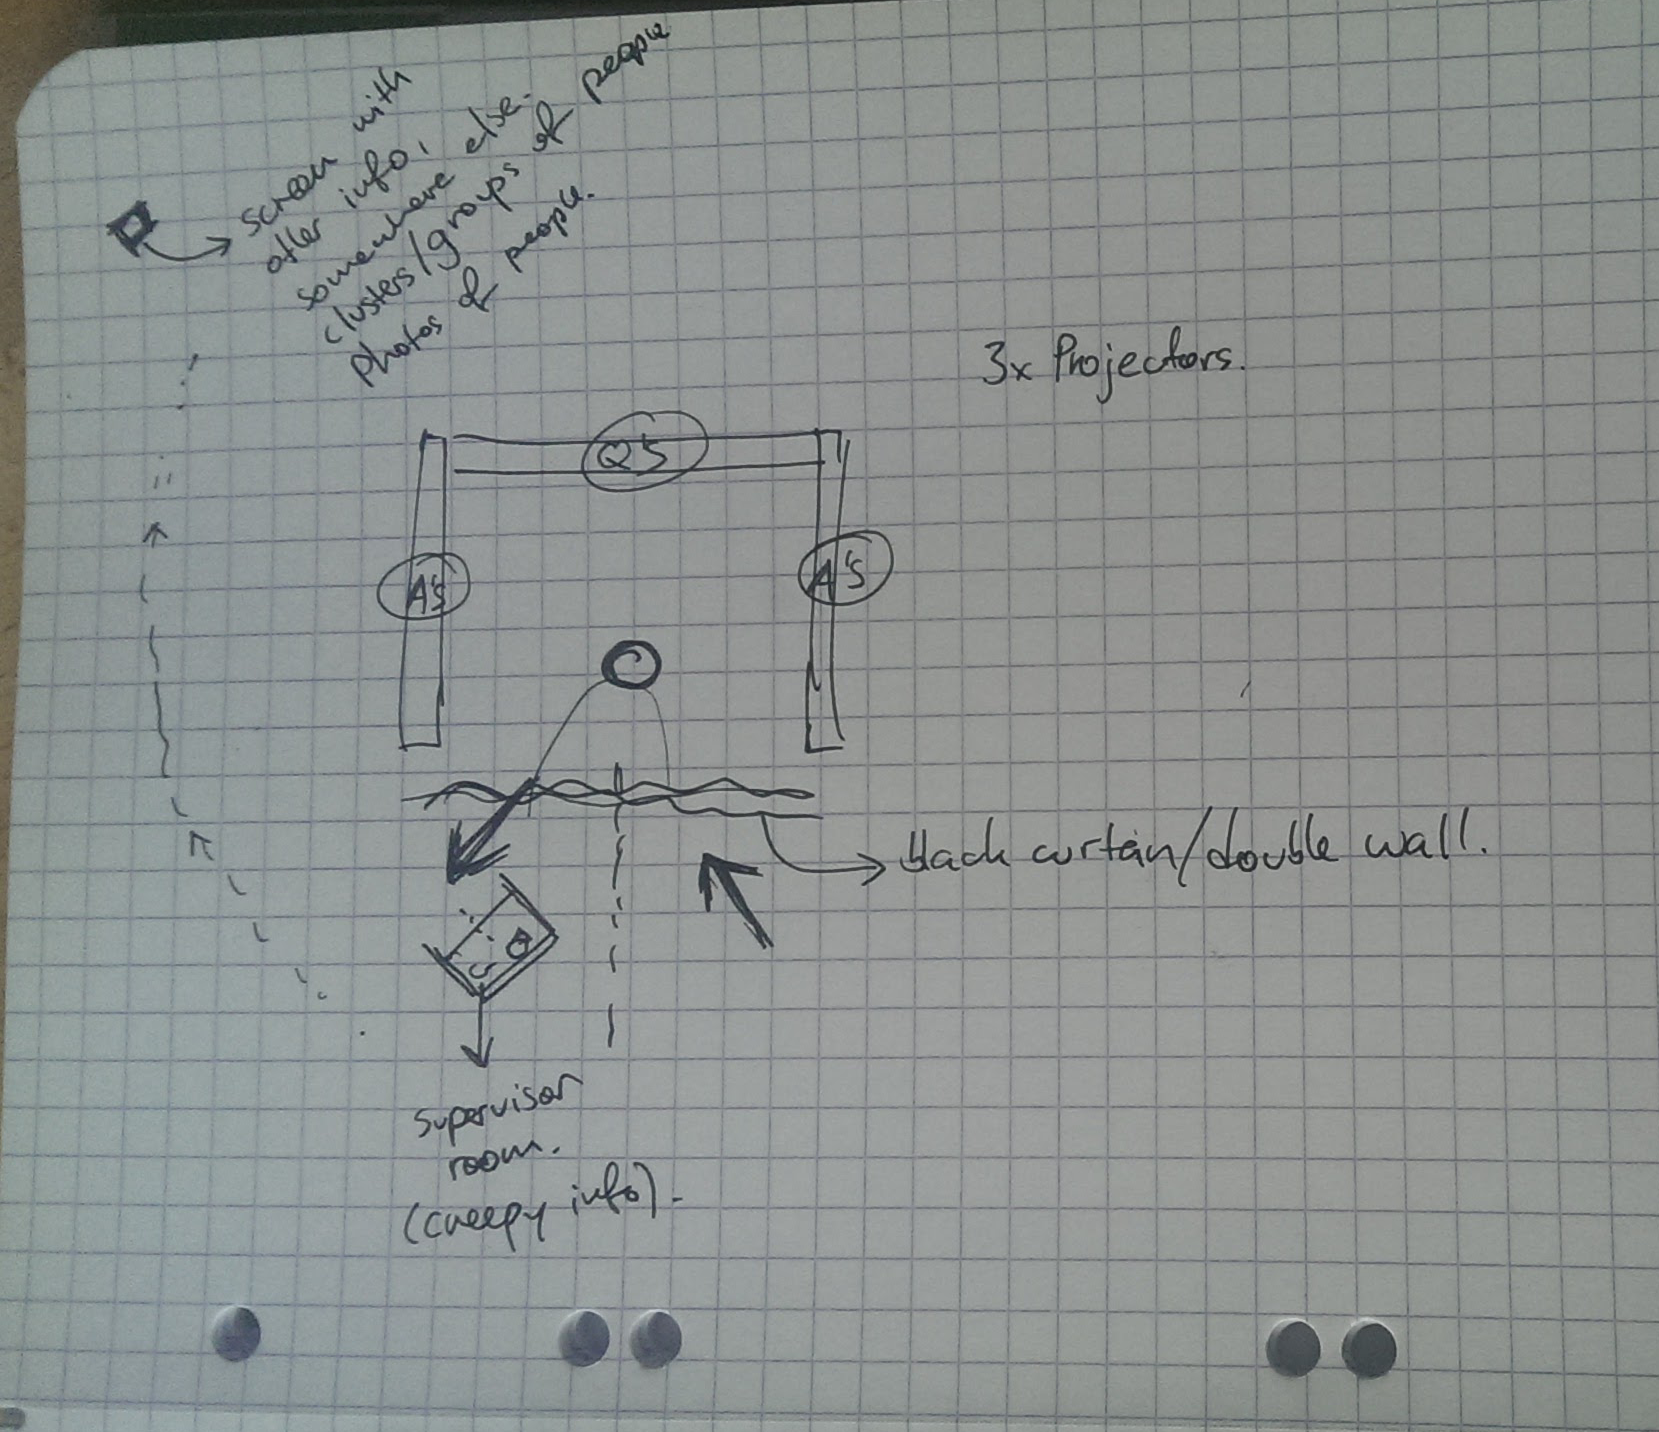 screen with
other info,
somewhere else.
clusters/groups of people
photos of people.
3x Projectors.
QS
A's
A's
black curtain/double wall.
supervisor
room.
(creepy info).